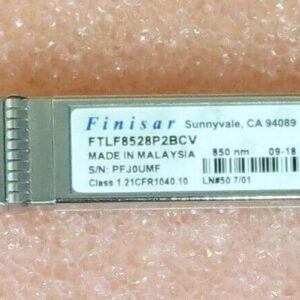 Finisar Sunnyvale, CA 94089
FTLF8528P2BCV
MADE IN MALAYSIA 850 nm 09-18
S/N: PFJ0UMF
Class 1 21CFR1040.10 LN#50 7/01